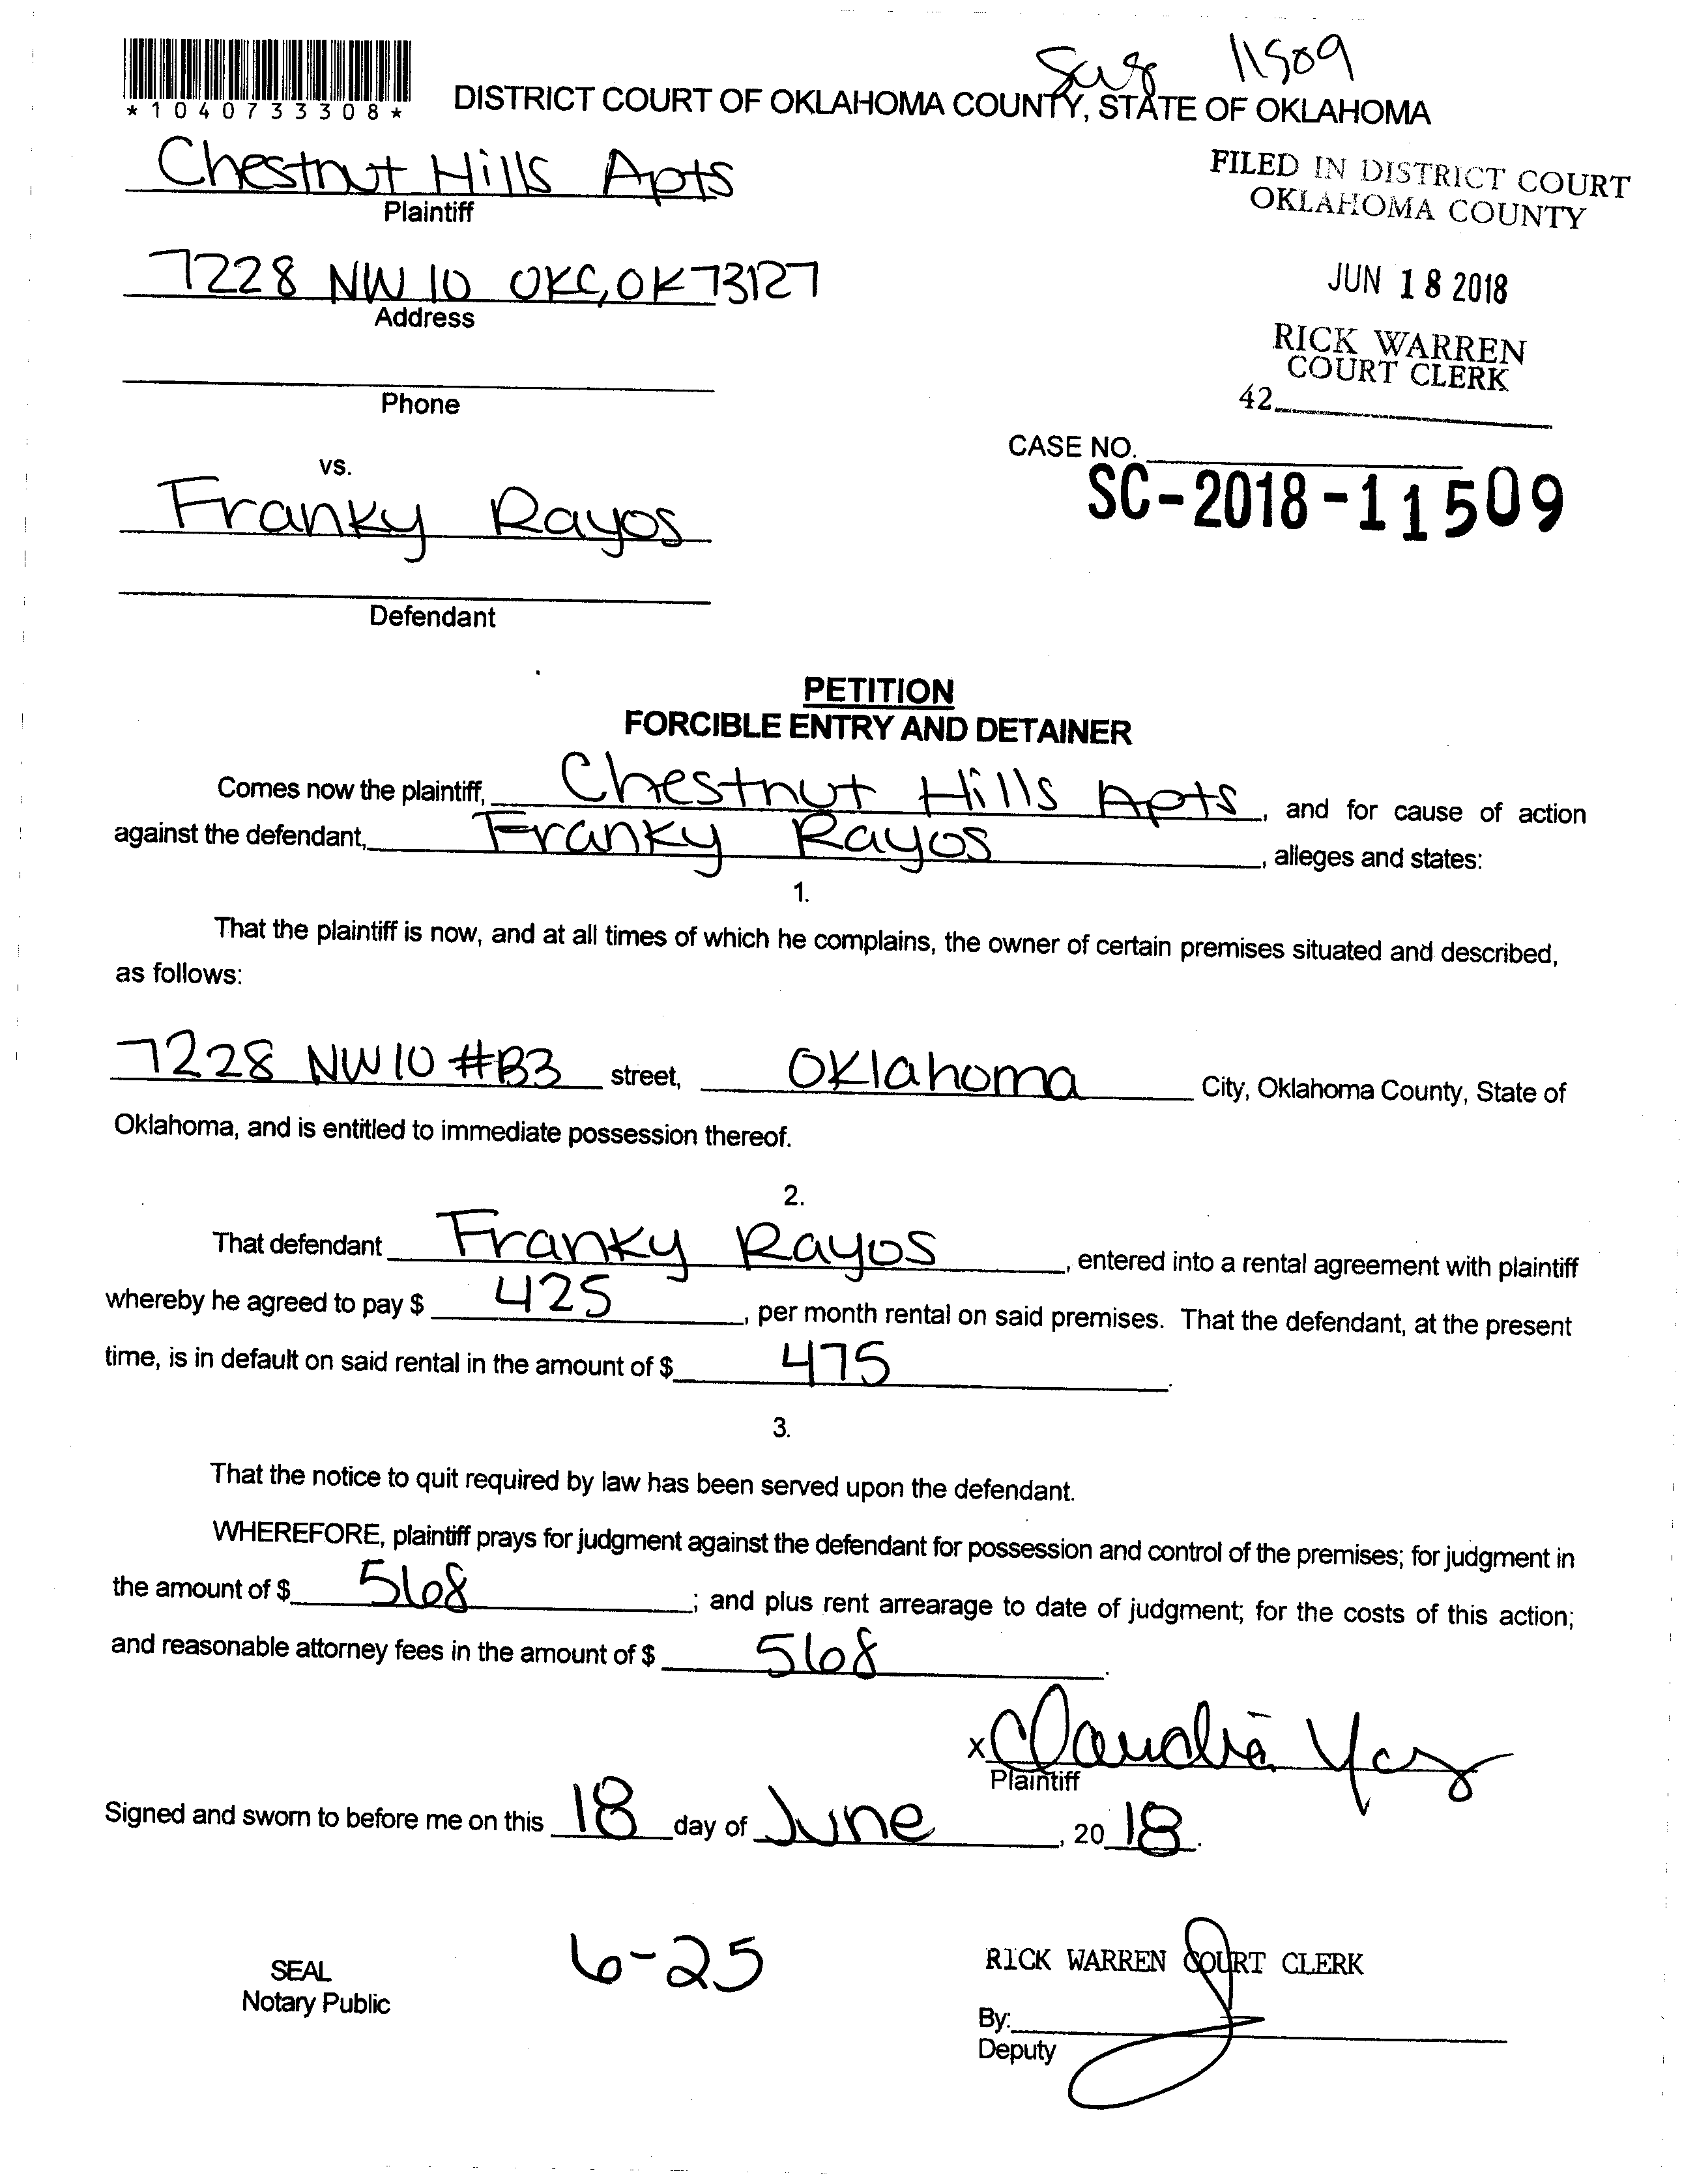 11509
*1040733308*
DISTRICT COURT OF OKLAHOMA COUNTY, STATE OF OKLAHOMA
Chestnut Hills Apts
Plaintiff
FILED IN DISTRICT COURT
OKLAHOMA COUNTY
7228 NW 10 OKC, OK 73127
Address
JUN 18 2018
RICK WARREN
COURT CLERK
42
Phone
CASE NO.
SC-2018-11509
vs.
Franky Rayos
Defendant
PETITION
FORCIBLE ENTRY AND DETAINER
Comes now the plaintiff, Chestnut Hills Apts, and for cause of action
against the defendant, Franky Rayos, alleges and states:
1.
That the plaintiff is now, and at all times of which he complains, the owner of certain premises situated and described,
as follows:
7228 NW 10 #B3 street, Oklahoma City, Oklahoma County, State of
Oklahoma, and is entitled to immediate possession thereof.
2.
That defendant Franky Rayos, entered into a rental agreement with plaintiff
whereby he agreed to pay $ 425, per month rental on said premises. That the defendant, at the present
time, is in default on said rental in the amount of $ 475.
3.
That the notice to quit required by law has been served upon the defendant.
WHEREFORE, plaintiff prays for judgment against the defendant for possession and control of the premises; for judgment in
the amount of $ 568; and plus rent arrearage to date of judgment; for the costs of this action;
and reasonable attorney fees in the amount of $ 568.
x Claudia
Plaintiff
Signed and sworn to before me on this 18 day of June, 20 18.
SEAL
Notary Public
6-25
RICK WARREN COURT CLERK
By:
Deputy